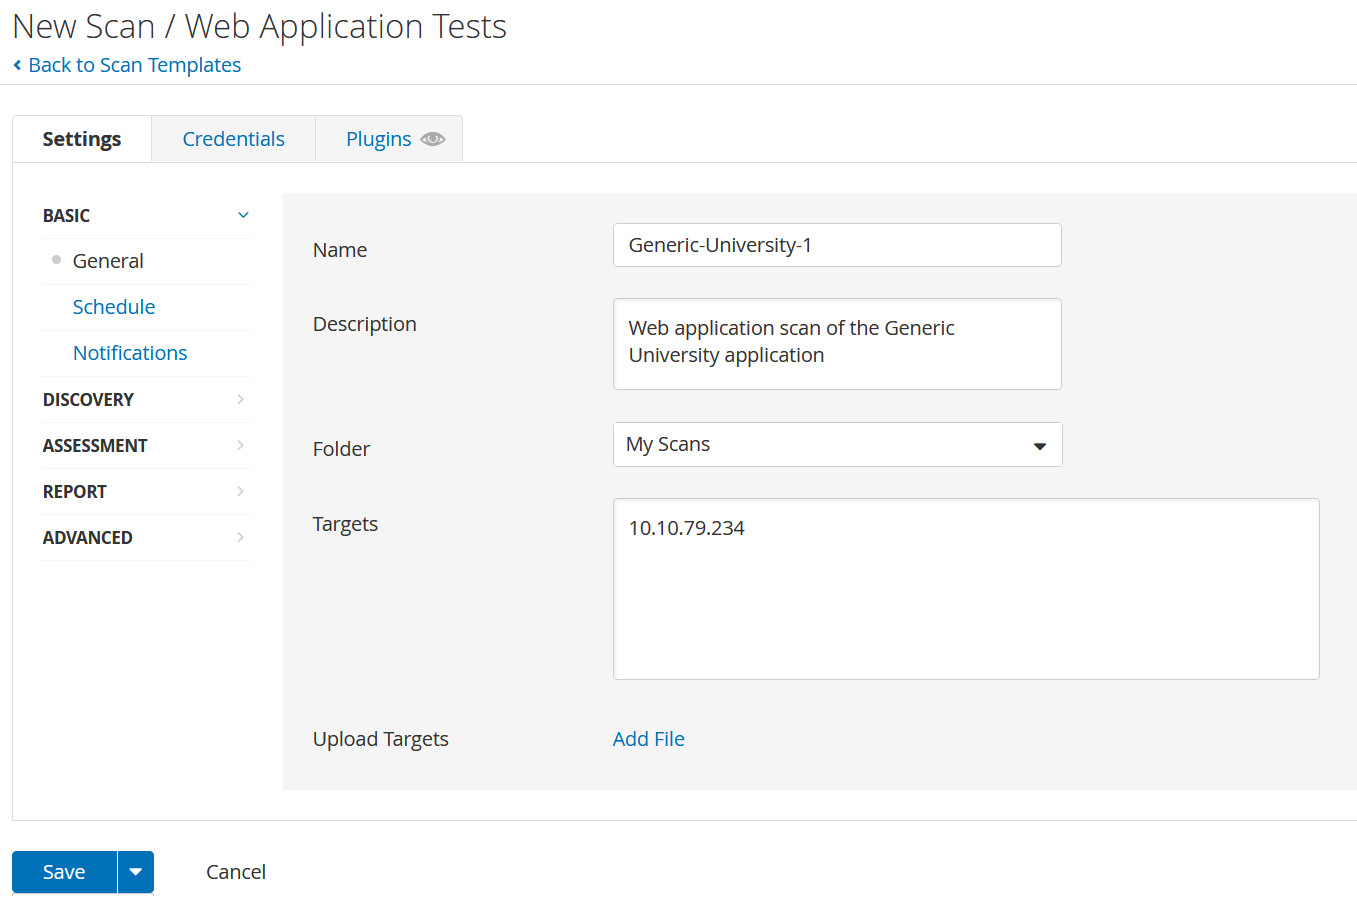 New Scan / Web Application Tests
Back to Scan Templates
Settings
Credentials
Plugins
BASIC
General
Schedule
Notifications
DISCOVERY
ASSESSMENT
REPORT
ADVANCED
Name
Generic-University-1
Description
Web application scan of the Generic
University application
Folder
My Scans
Targets
10.10.79.234
Upload Targets
Add File
Save
Cancel